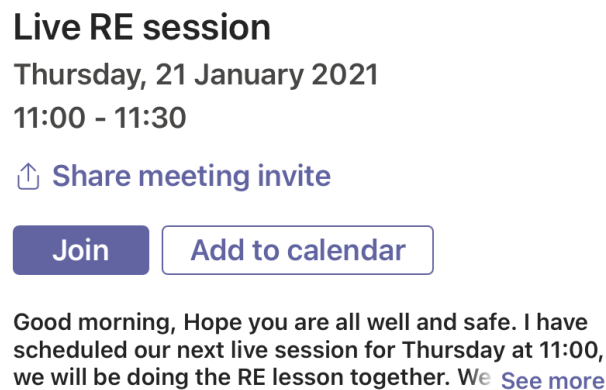 Live RE session
Thursday, 21 January 2021
11:00 - 11:30
Share meeting invite
Join
Add to calendar
Good morning, Hope you are all well and safe. I have
scheduled our next live session for Thursday at 11:00,
we will be doing the RE lesson together. We See more